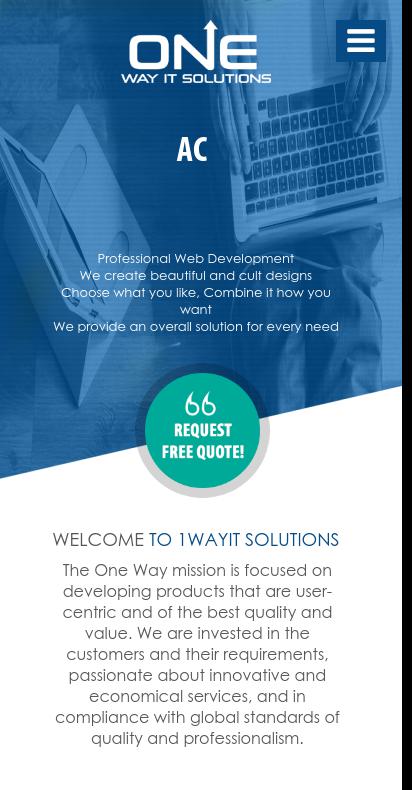 ONE
WAY IT SOLUTIONS
AC
Professional Web Development
We create beautiful and cult designs
Choose what you like, Combine it how you
want
We provide an overall solution for every need
REQUEST
FREE QUOTE!
WELCOME TO 1WAYIT SOLUTIONS
The One Way mission is focused on
developing products that are user-
centric and of the best quality and
value. We are invested in the
customers and their requirements,
passionate about innovative and
economical services, and in
compliance with global standards of
quality and professionalism.